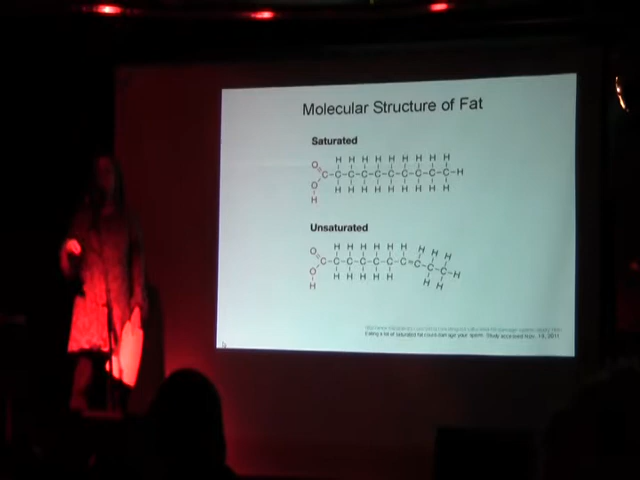 Molecular Structure of Fat
Saturated
H H H H H H H H H
O C-C-C-C-C-C-C-C-C-C-H
O H H H H H H H H H
H
Unsaturated
H H H H H H H H H
O C-C-C-C-C-C-C=C-C-C-H
O H H H H H H H
H
Eating a lot of saturated fat could damage your sperm. Study accessed Nov. 14, 2011